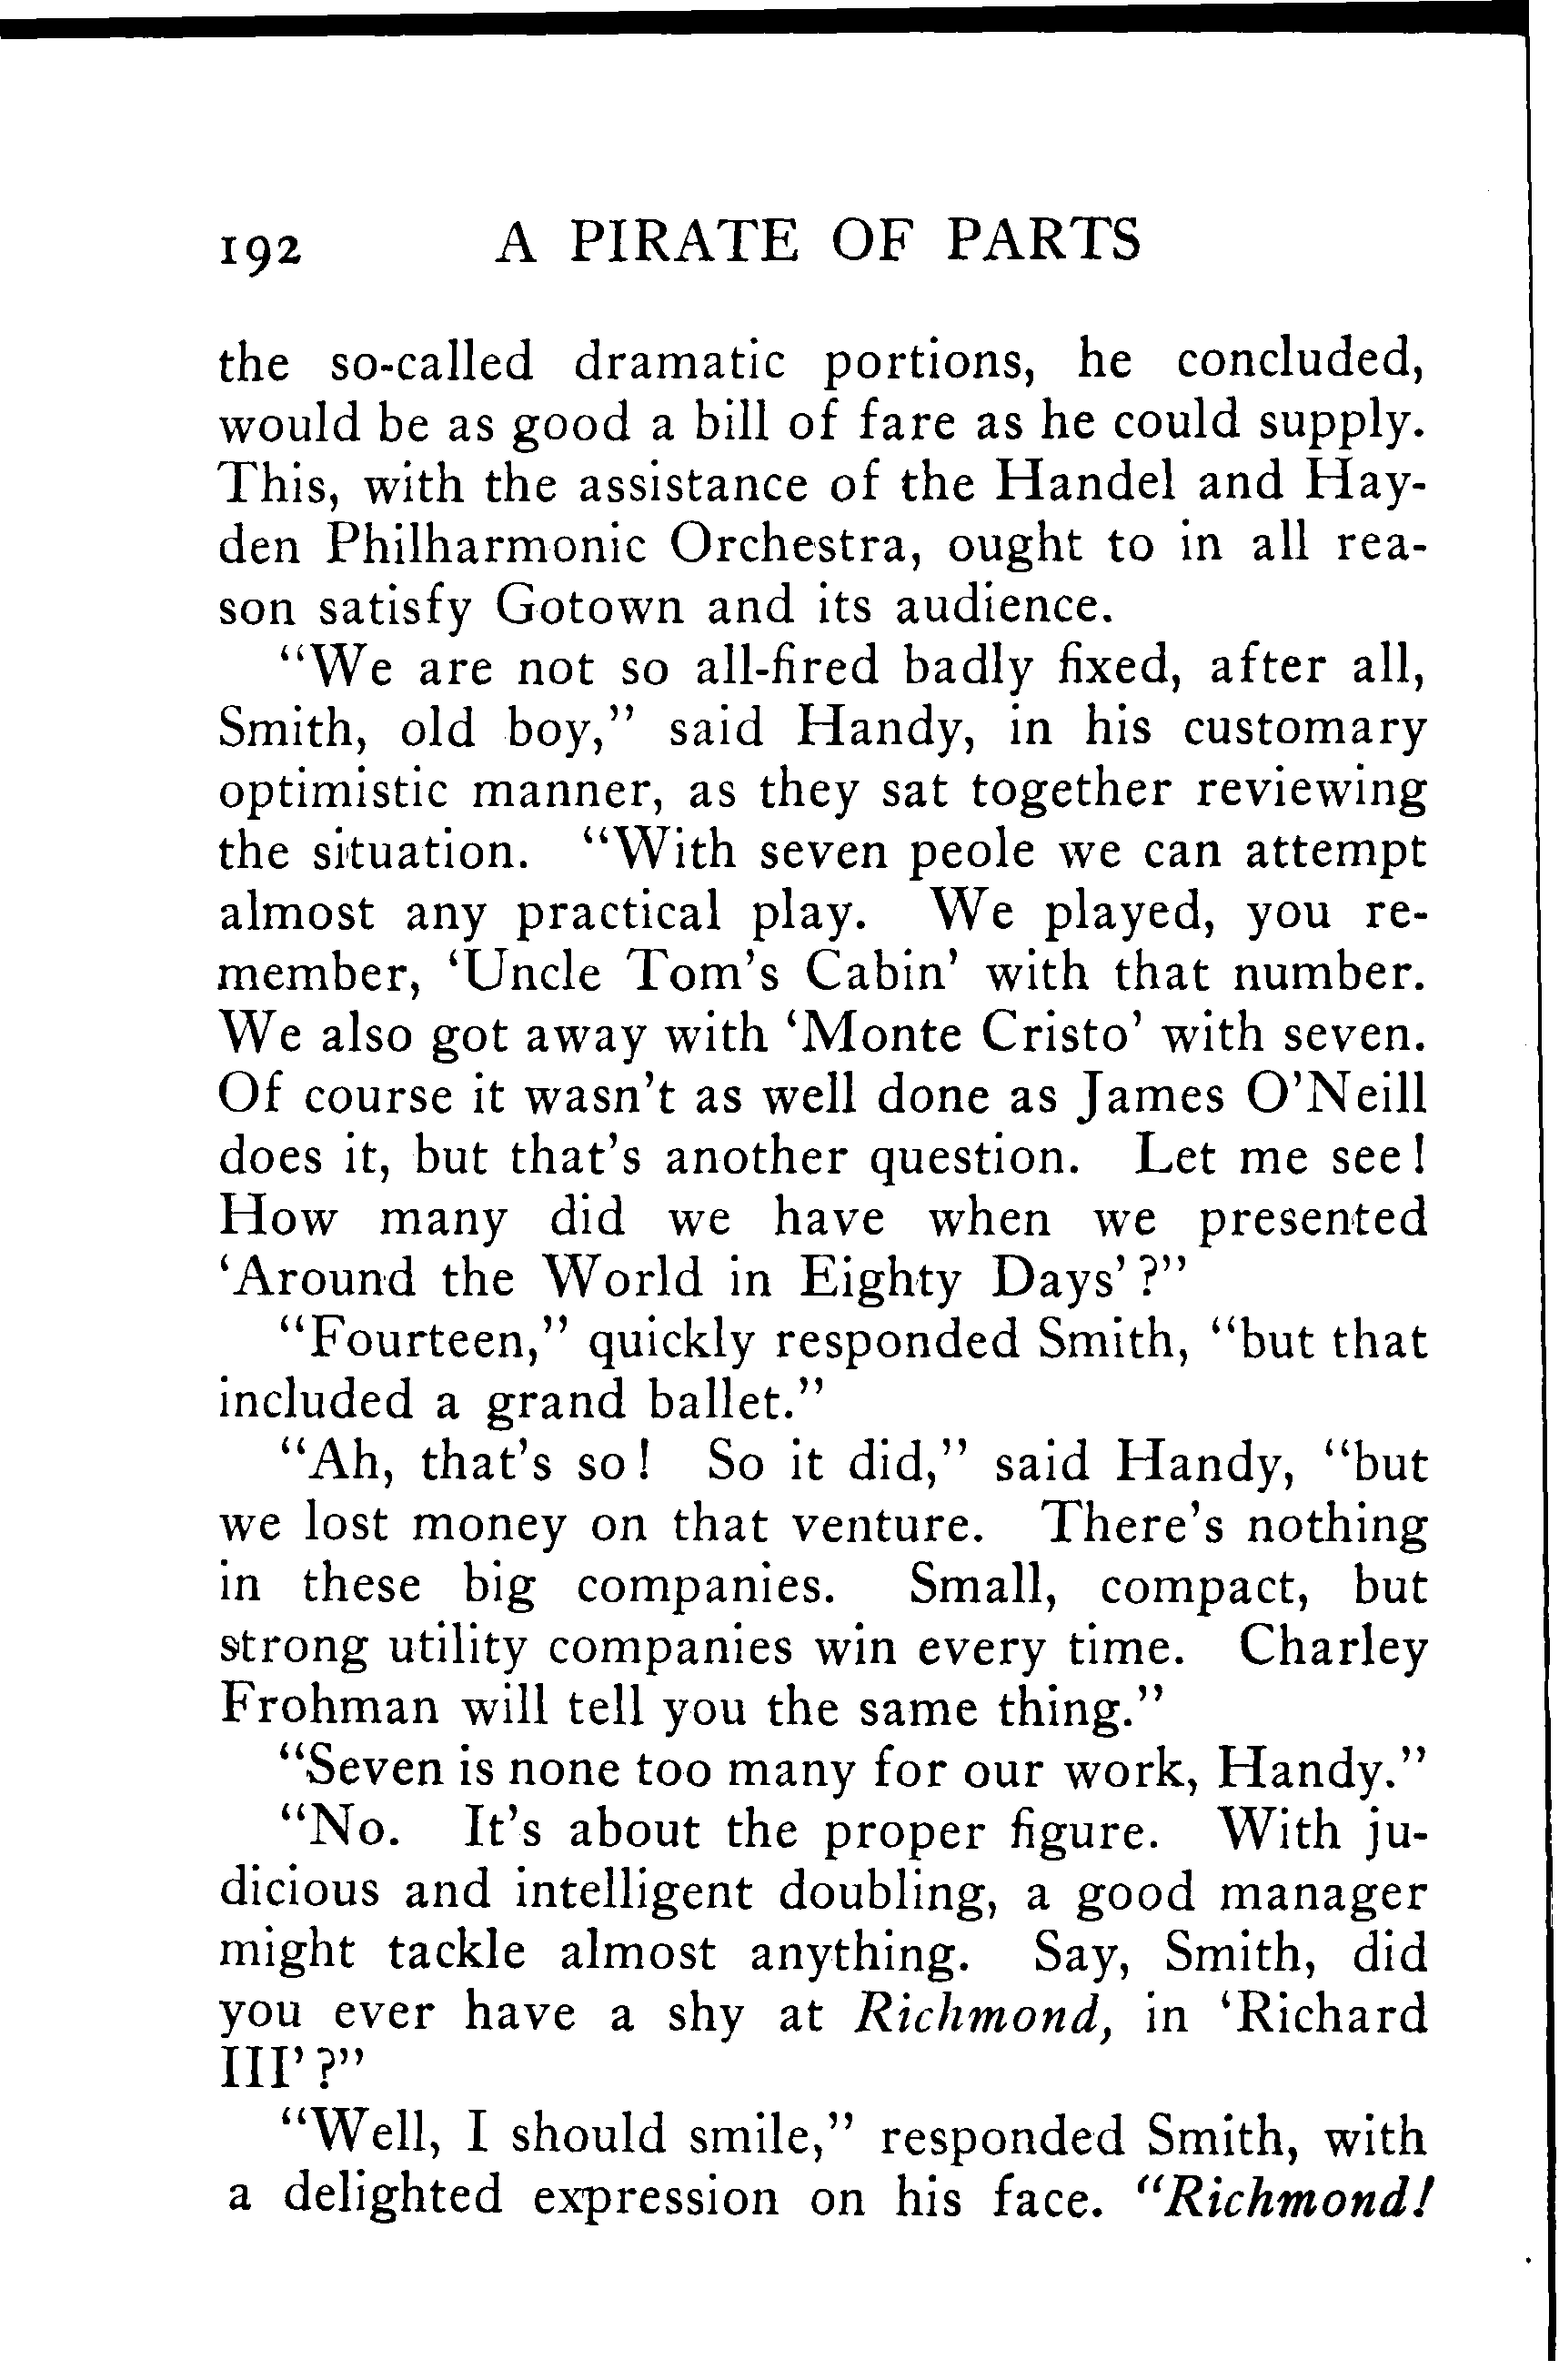 192 A PIRATE OF PARTS
the so-called dramatic portions, he concluded,
would be as good a bill of fare as he could supply.
This, with the assistance of the Handel and Hay-
den Philharmonic Orchestra, ought to in all rea-
son satisfy Gotown and its audience.
“We are not so all-fired badly fixed, after all,
Smith, old boy,” said Handy, in his customary
optimistic manner, as they sat together reviewing
the situation. “With seven peole we can attempt
almost any practical play. We played, you re-
member, ‘Uncle Tom’s Cabin’ with that number.
We also got away with ‘Monte Cristo’ with seven.
Of course it wasn’t as well done as James O’Neill
does it, but that’s another question. Let me see!
How many did we have when we presented
‘Around the World in Eighty Days’?”
“Fourteen,” quickly responded Smith, “but that
included a grand ballet.”
“Ah, that’s so! So it did,” said Handy, “but
we lost money on that venture. There’s nothing
in these big companies. Small, compact, but
strong utility companies win every time. Charley
Frohman will tell you the same thing.”
“Seven is none too many for our work, Handy.”
“No. It’s about the proper figure. With ju-
dicious and intelligent doubling, a good manager
might tackle almost anything. Say, Smith, did
you ever have a shy at Richmond, in ‘Richard
III’?”
“Well, I should smile,” responded Smith, with
a delighted expression on his face. “Richmond!